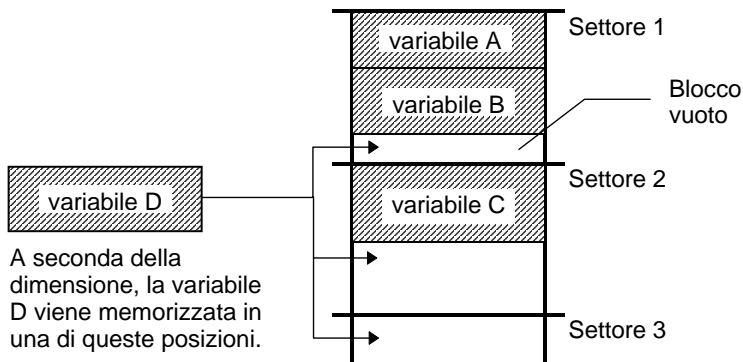 variabile A
Settore 1
variabile B
Blocco
vuoto
Settore 2
variabile D
variabile C
A seconda della
dimensione, la variabile
D viene memorizzata in
una di queste posizioni.
Settore 3